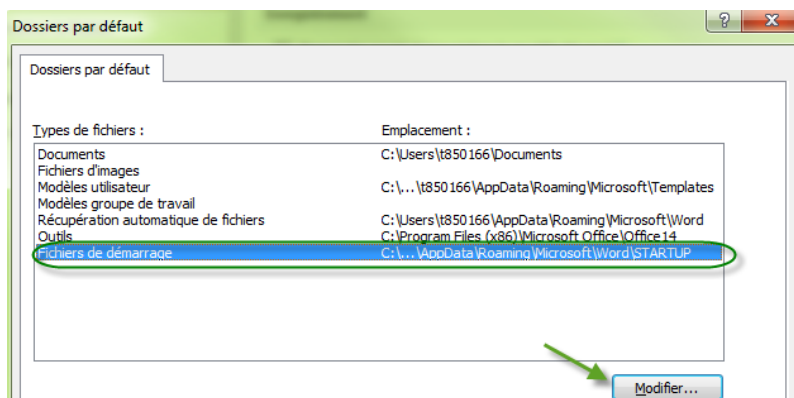 Dossiers par défaut
Dossiers par défaut
Types de fichiers : Emplacement :
Documents C:\Users\t850166\Documents
Fichiers d'images
Modèles utilisateur C:\...\t850166\AppData\Roaming\Microsoft\Templates
Modèles groupe de travail
Récupération automatique de fichiers C:\Users\t850166\AppData\Roaming\Microsoft\Word
Outils C:\Program Files (x86)\Microsoft Office\Office14
Fichiers de démarrage C:\...\AppData\Roaming\Microsoft\Word\STARTUP
Modifier...